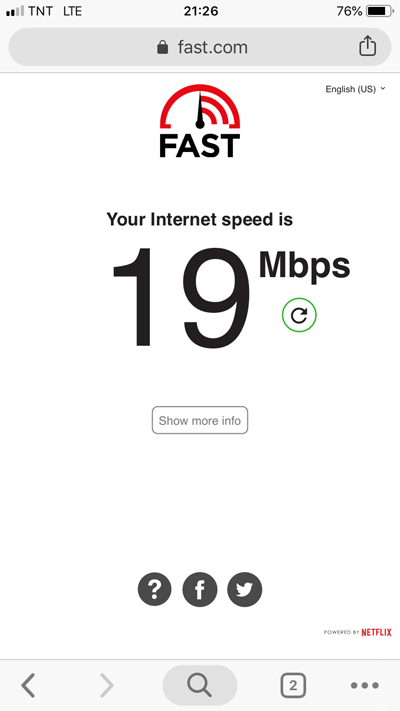 TNT LTE 21:26 76%
fast.com
English (US)
FAST
Your Internet speed is
19 Mbps
Show more info
?
POWERED BY NETFLIX
2